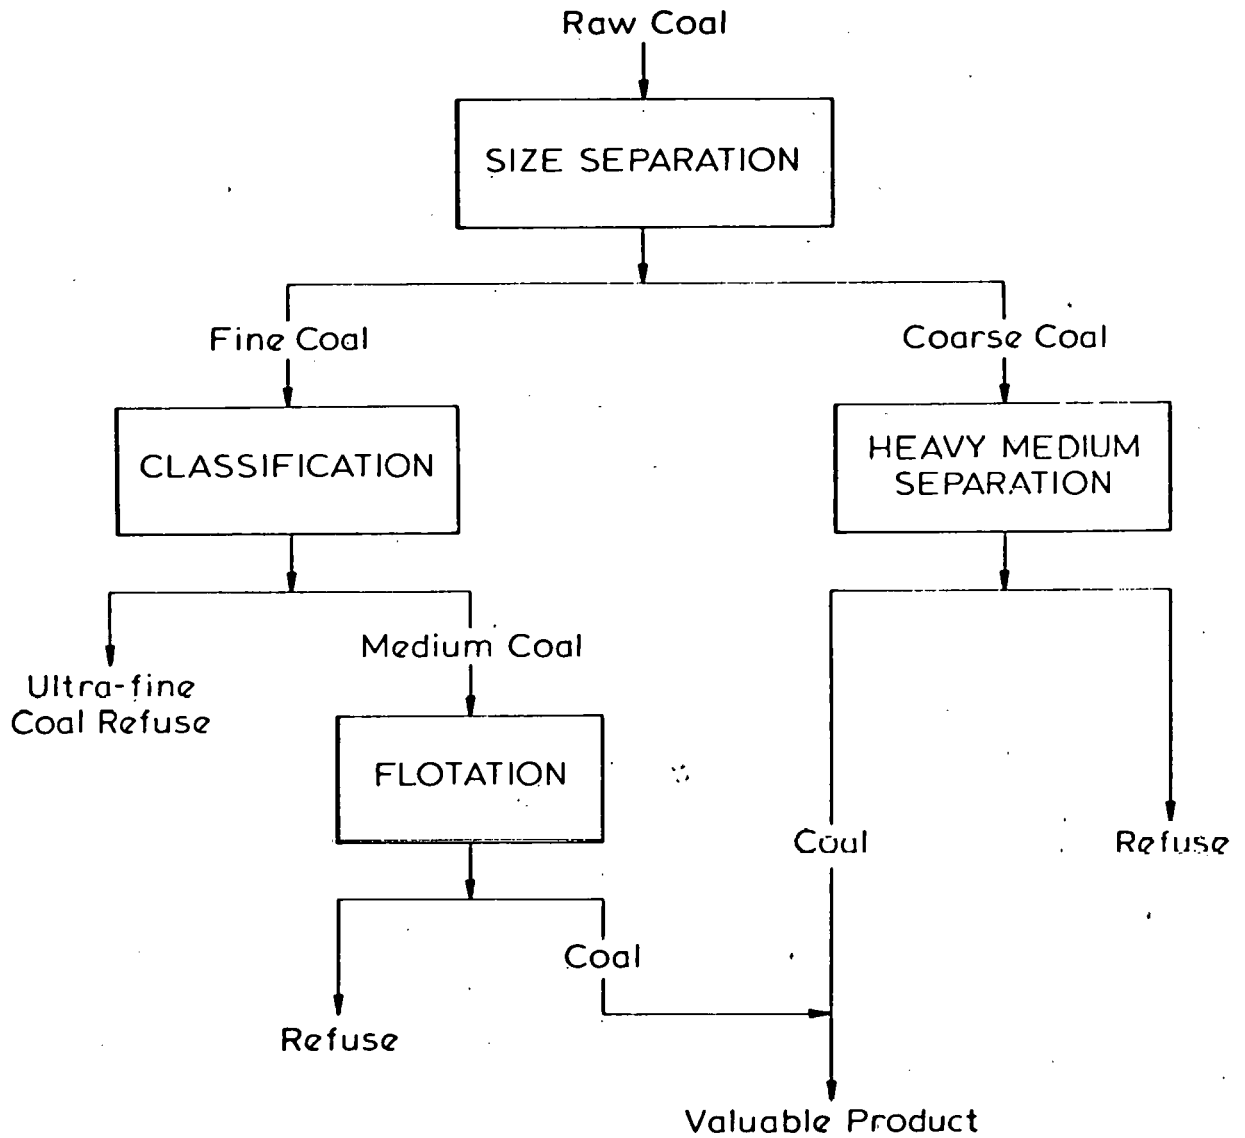 Raw Coal
SIZE SEPARATION
Fine Coal
Coarse Coal
CLASSIFICATION
HEAVY MEDIUM
SEPARATION
Medium Coal
Ultra-fine
Coal Refuse
FLOTATION
Coal
Refuse
Coal
Refuse
Valuable Product